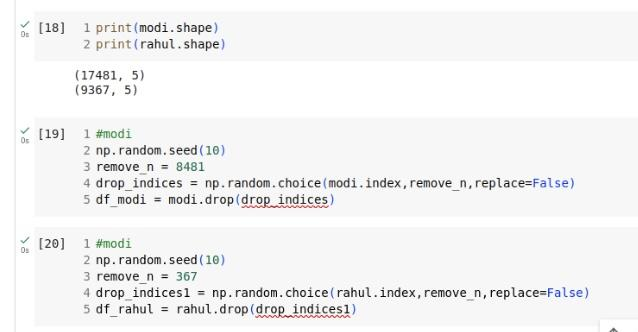 [18] 1 print(modi.shape)
2 print(rahul.shape)
(17481, 5)
(9367, 5)
0s
[19] 1 #modi
2 np.random.seed(10)
3 remove_n = 8481
4 drop_indices = np.random.choice(modi.index,remove_n,replace=False)
5 df_modi = modi.drop(drop_indices)
0s
[20] 1 #modi
2 np.random.seed(10)
3 remove_n = 367
4 drop_indices1 = np.random.choice(rahul.index,remove_n,replace=False)
5 df_rahul = rahul.drop(drop_indices1)
0s